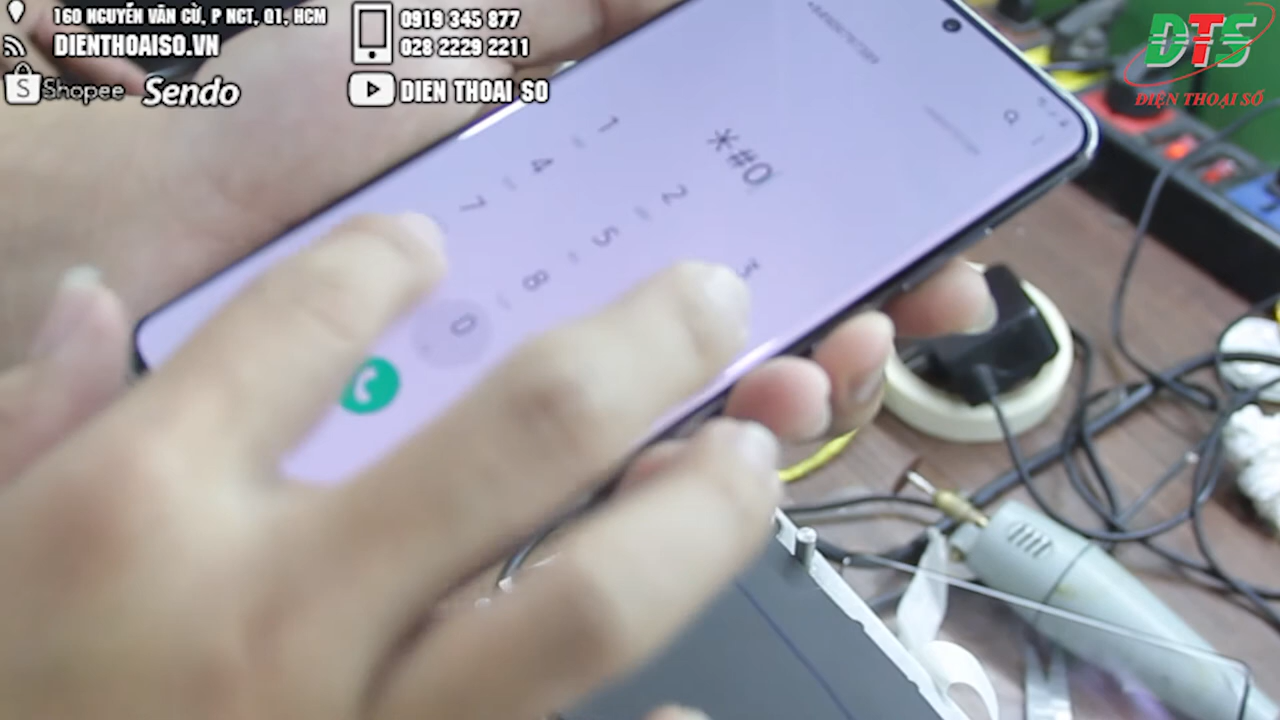 160 NGUYỄN VĂN CỪ, P NCT, Q1, HCM
DIENTHOAISO.VN
S Shopee Sendo
0919 345 877
028 2229 2211
DIEN THOAI SO
DTS
ĐIỆN THOẠI SỐ
*#0
1
2
3
4
5
7
8
0